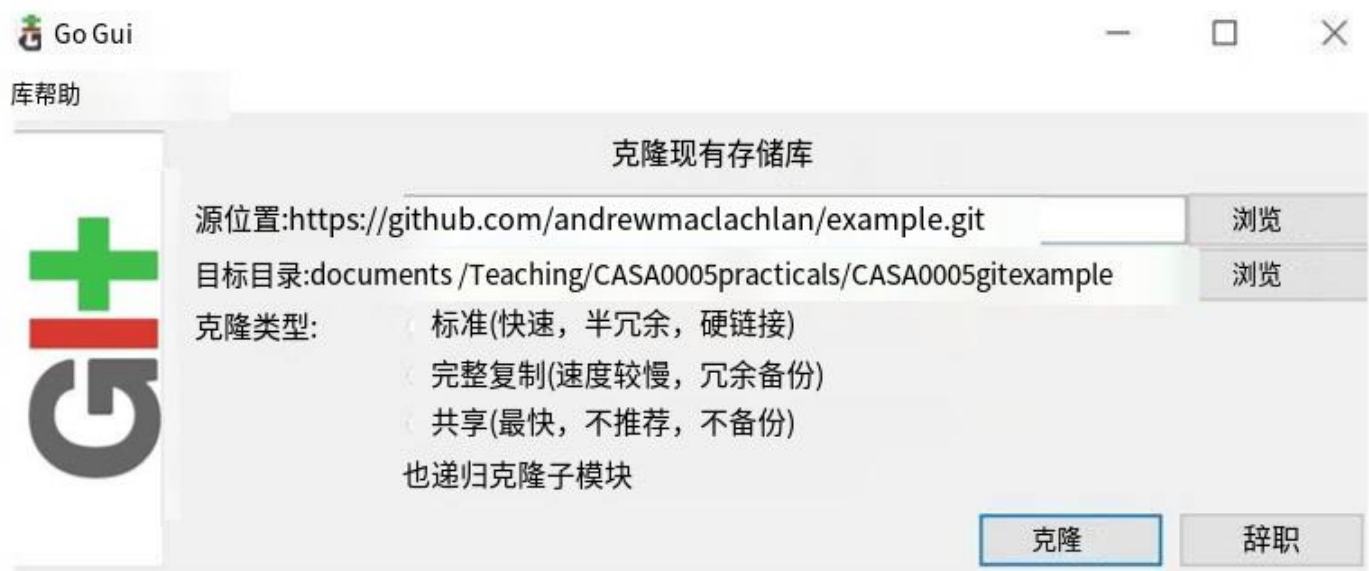 Go Gui
库帮助
克隆现有存储库
源位置:https://github.com/andrewmaclachlan/example.git 浏览
目标目录:documents /Teaching/CASA0005practicals/CASA0005gitexample 浏览
克隆类型: 标准(快速，半冗余，硬链接)
完整复制(速度较慢，冗余备份)
共享(最快，不推荐，不备份)
也递归克隆子模块
克隆 辞职
GIt